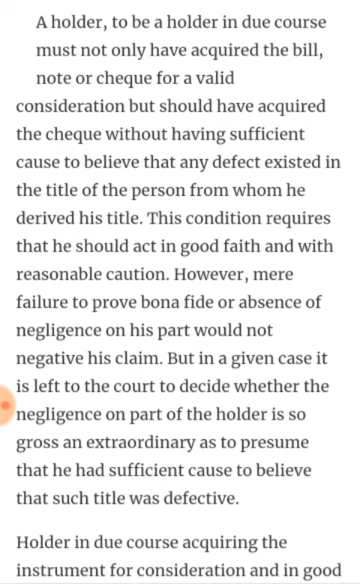 A holder, to be a holder in due course
must not only have acquired the bill,
note or cheque for a valid
consideration but should have acquired
the cheque without having sufficient
cause to believe that any defect existed in
the title of the person from whom he
derived his title. This condition requires
that he should act in good faith and with
reasonable caution. However, mere
failure to prove bona fide or absence of
negligence on his part would not
negative his claim. But in a given case it
is left to the court to decide whether the
negligence on part of the holder is so
gross an extraordinary as to presume
that he had sufficient cause to believe
that such title was defective.
Holder in due course acquiring the
instrument for consideration and in good